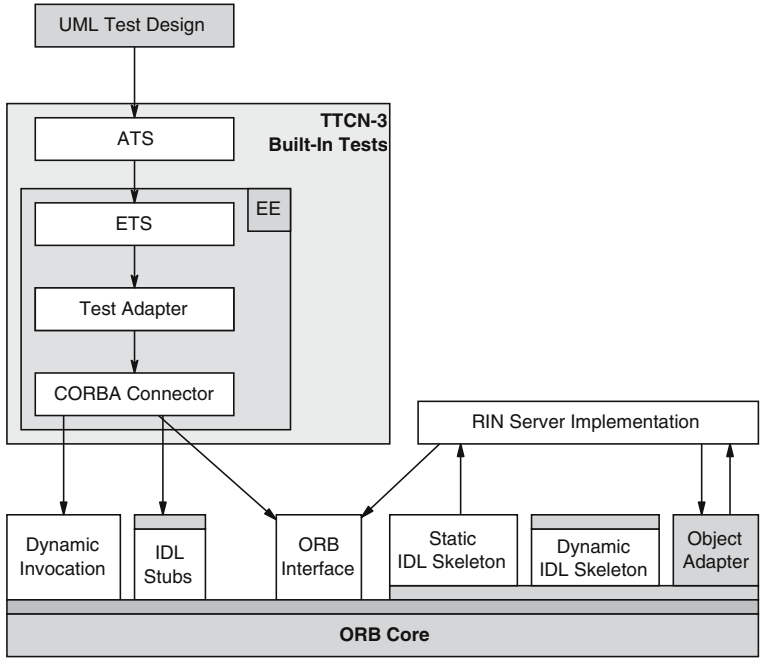 UML Test Design
TTCN-3
Built-In Tests
ATS
EE
ETS
Test Adapter
CORBA Connector
RIN Server Implementation
Dynamic
Invocation
IDL
Stubs
ORB
Interface
Static
IDL Skeleton
Dynamic
IDL Skeleton
Object
Adapter
ORB Core